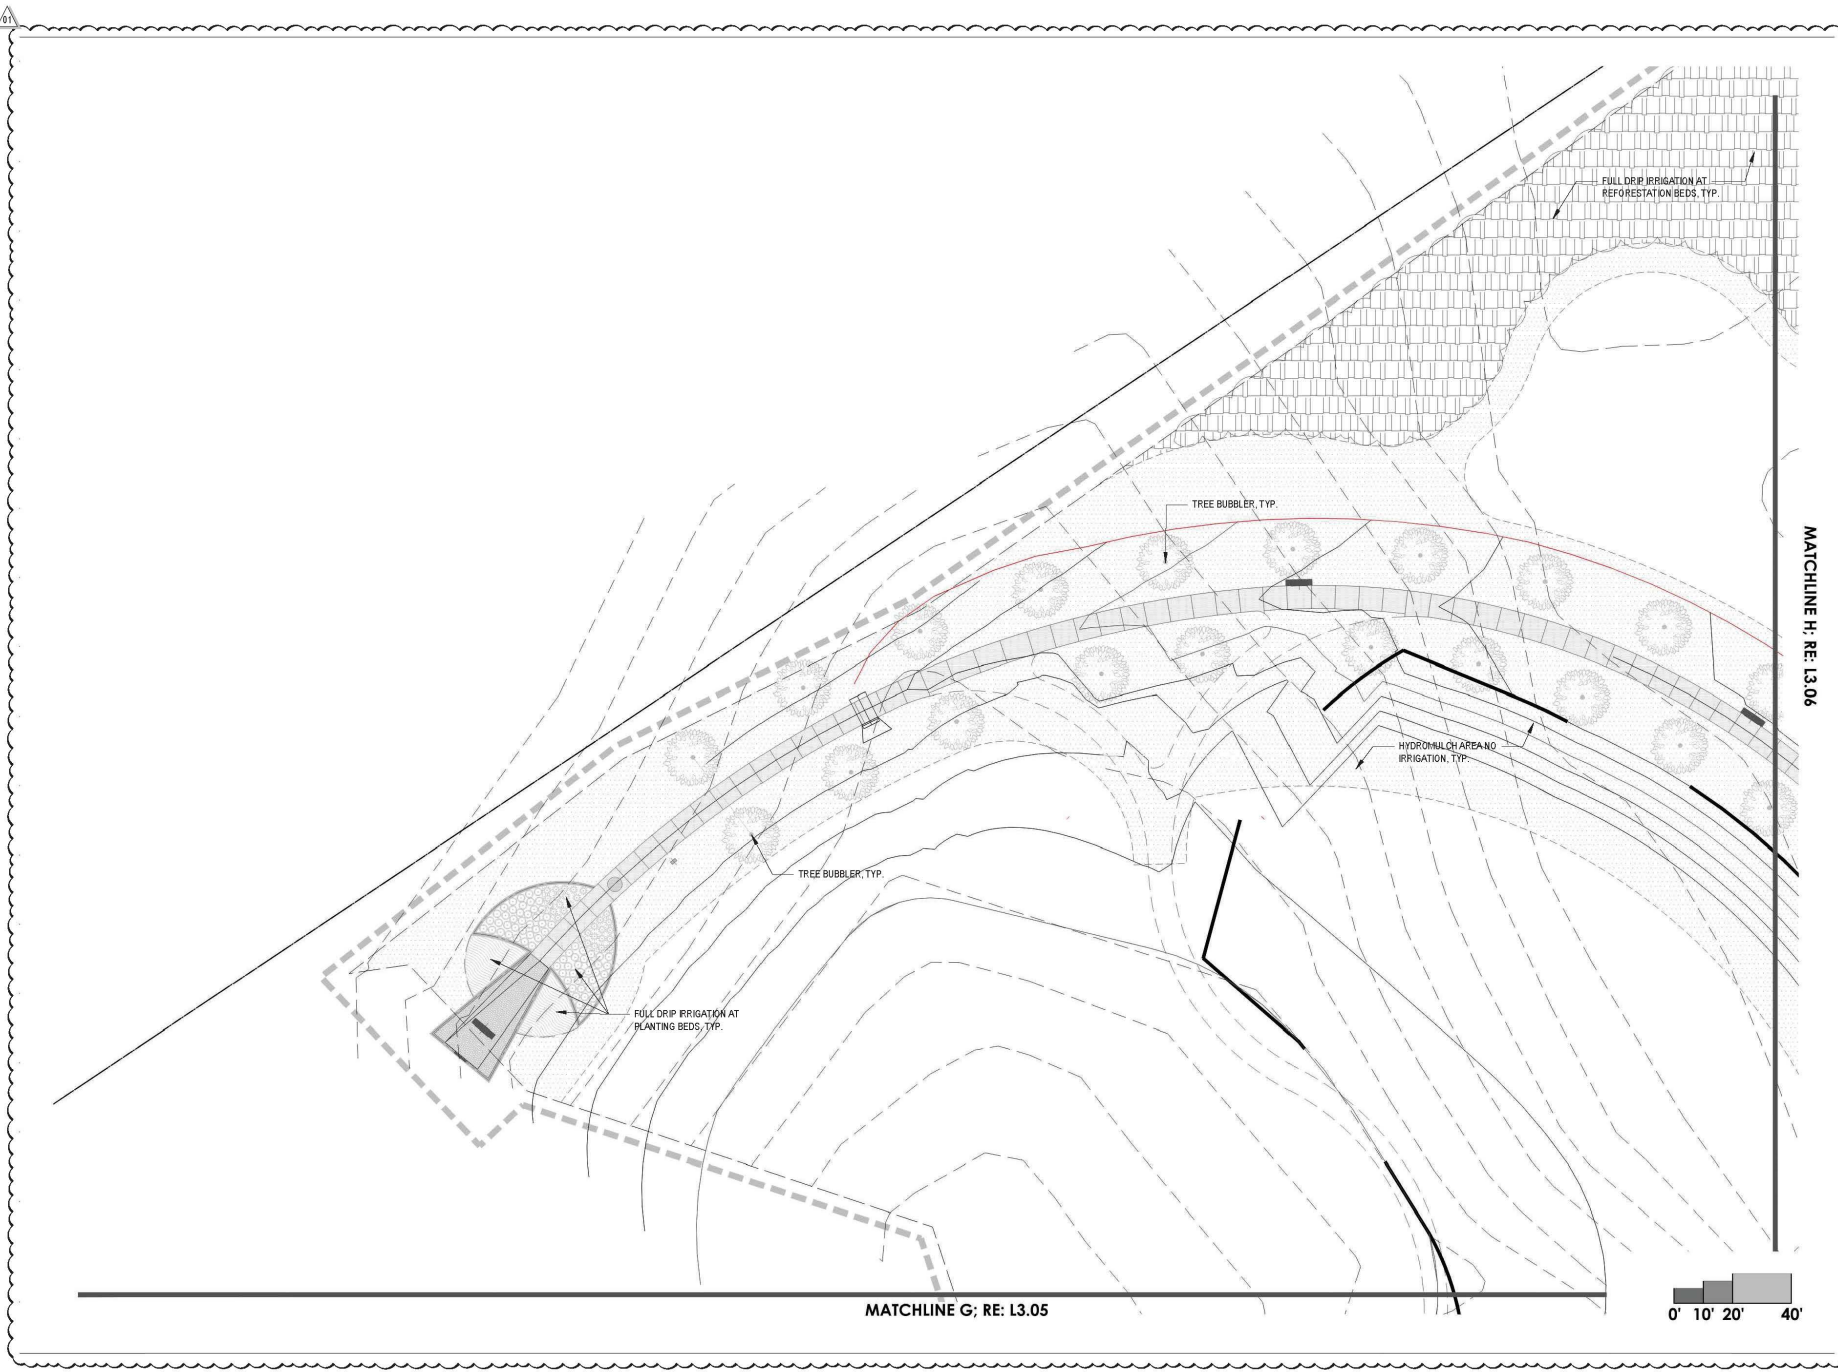 01
FULL DRIP IRRIGATION AT
REFORESTATION BEDS, TYP.
TREE BUBBLER, TYP.
MATCHLINE H; RE: L3.06
HYDROMULCH AREA NO
IRRIGATION, TYP.
TREE BUBBLER, TYP.
FULL DRIP IRRIGATION AT
PLANTING BEDS, TYP.
MATCHLINE G; RE: L3.05
0' 10' 20' 40'